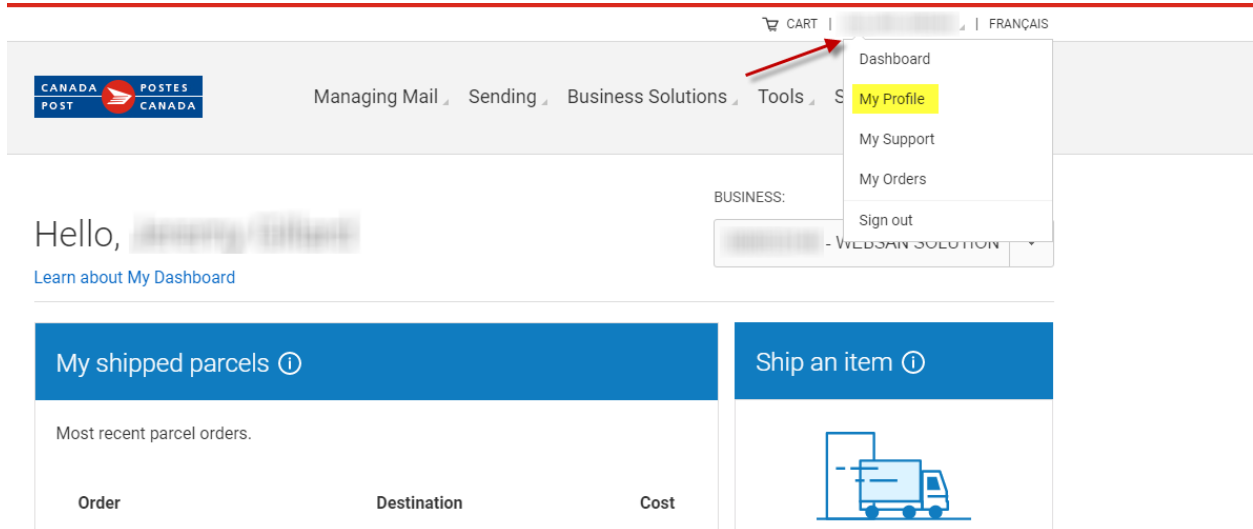 CART | | FRANÇAIS
Dashboard
My Profile
My Support
My Orders
Sign out
CANADA POSTES
POST CANADA
Managing Mail Sending Business Solutions Tools S
BUSINESS:
- WEBSAN SOLUTION
Hello,
Learn about My Dashboard
My shipped parcels
Most recent parcel orders.
Order Destination Cost
Ship an item